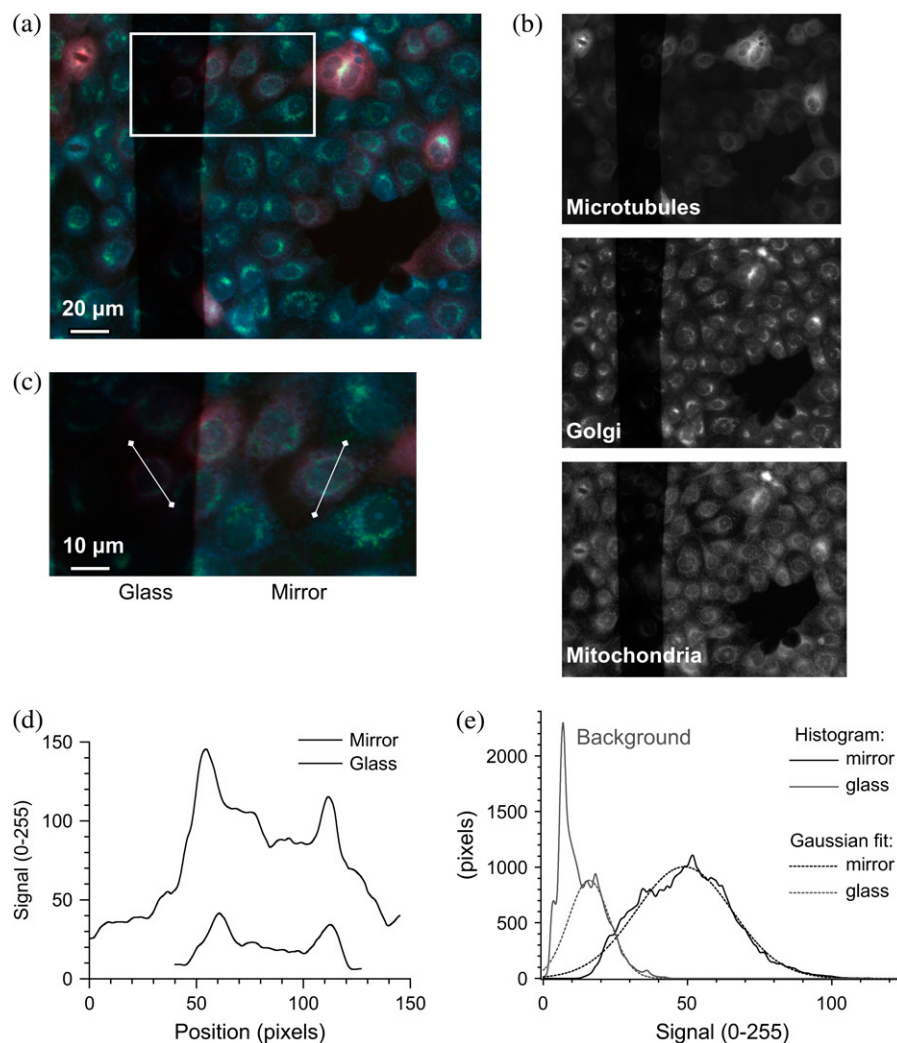 (a)
20 µm
(b)
Microtubules
Golgi
Mitochondria
(c)
10 µm
Glass
Mirror
(d)
150
100
50
0
Signal (0-255)
Mirror
Glass
0
50
100
150
Position (pixels)
(e)
2000
1500
1000
500
0
(pixels)
Background
Histogram:
mirror
glass
Gaussian fit:
mirror
glass
0
50
100
Signal (0-255)